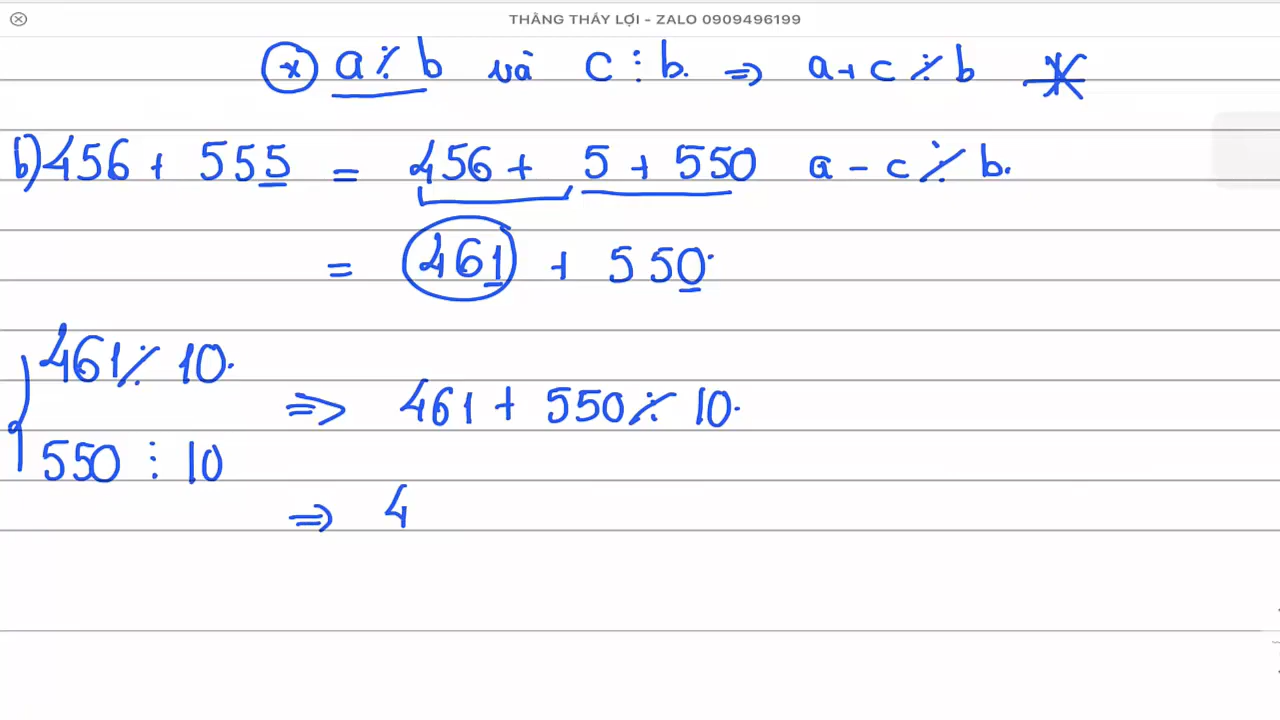 THẦNG THẦY LỢI - ZALO 0909496199
(*) a ⋮̸ b và c ⋮ b. ⇒ a + c ⋮̸ b *
b) 456 + 555 = 456 + 5 + 550 a - c ⋮̸ b.
= 461 + 550.
461 ⋮̸ 10.
⇒ 461 + 550 ⋮̸ 10.
550 ⋮ 10
⇒ 4